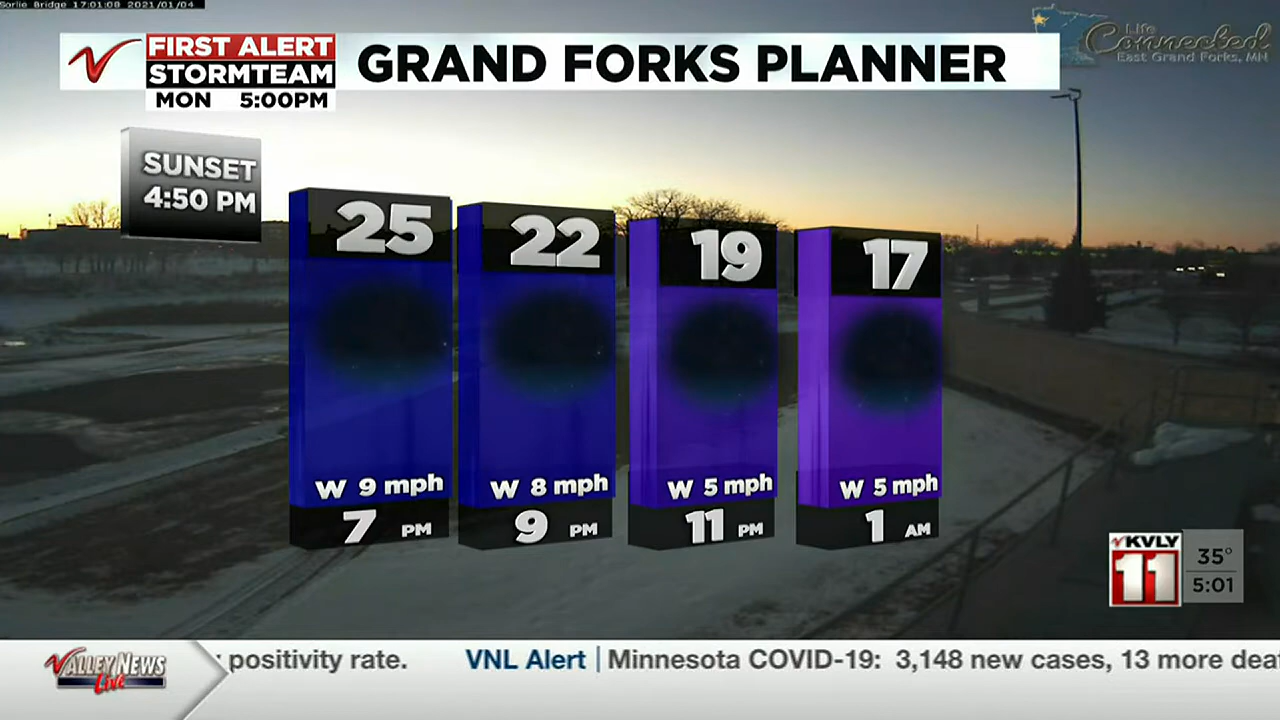 Sorlie Bridge 17:01:08 2021/01/04
Life
Connected
East Grand Forks, MN
FIRST ALERT
STORMTEAM
MON 5:00PM
GRAND FORKS PLANNER
SUNSET
4:50 PM
25
22
19
17
W 9 mph
W 8 mph
W 5 mph
W 5 mph
7 PM
9 PM
11 PM
1 AM
KVLY
11
35°
5:01
VALLEY NEWS
Live
positivity rate. VNL Alert | Minnesota COVID-19: 3,148 new cases, 13 more dea